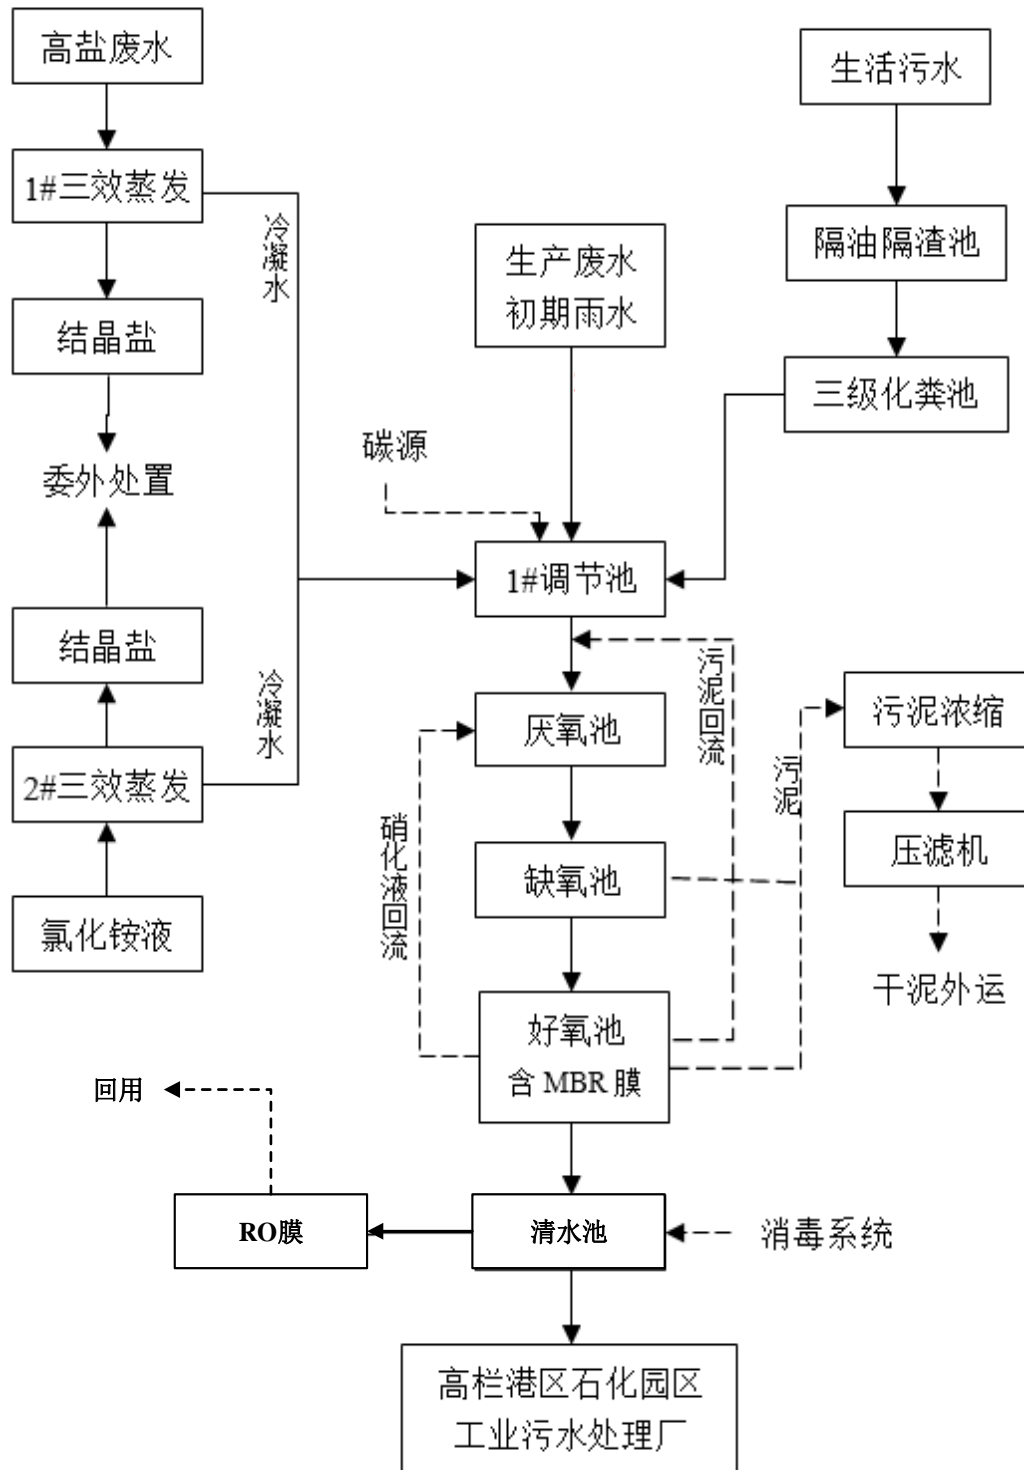 高盐废水
生活污水
1#三效蒸发
冷凝水
隔油隔渣池
生产废水
初期雨水
结晶盐
三级化粪池
碳源
委外处置
1#调节池
结晶盐
冷凝水
污泥回流
厌氧池
污泥浓缩
污泥
2#三效蒸发
硝化液回流
压滤机
缺氧池
氯化铵液
干泥外运
好氧池
含 MBR 膜
回用
RO膜
清水池
消毒系统
高栏港区石化园区
工业污水处理厂